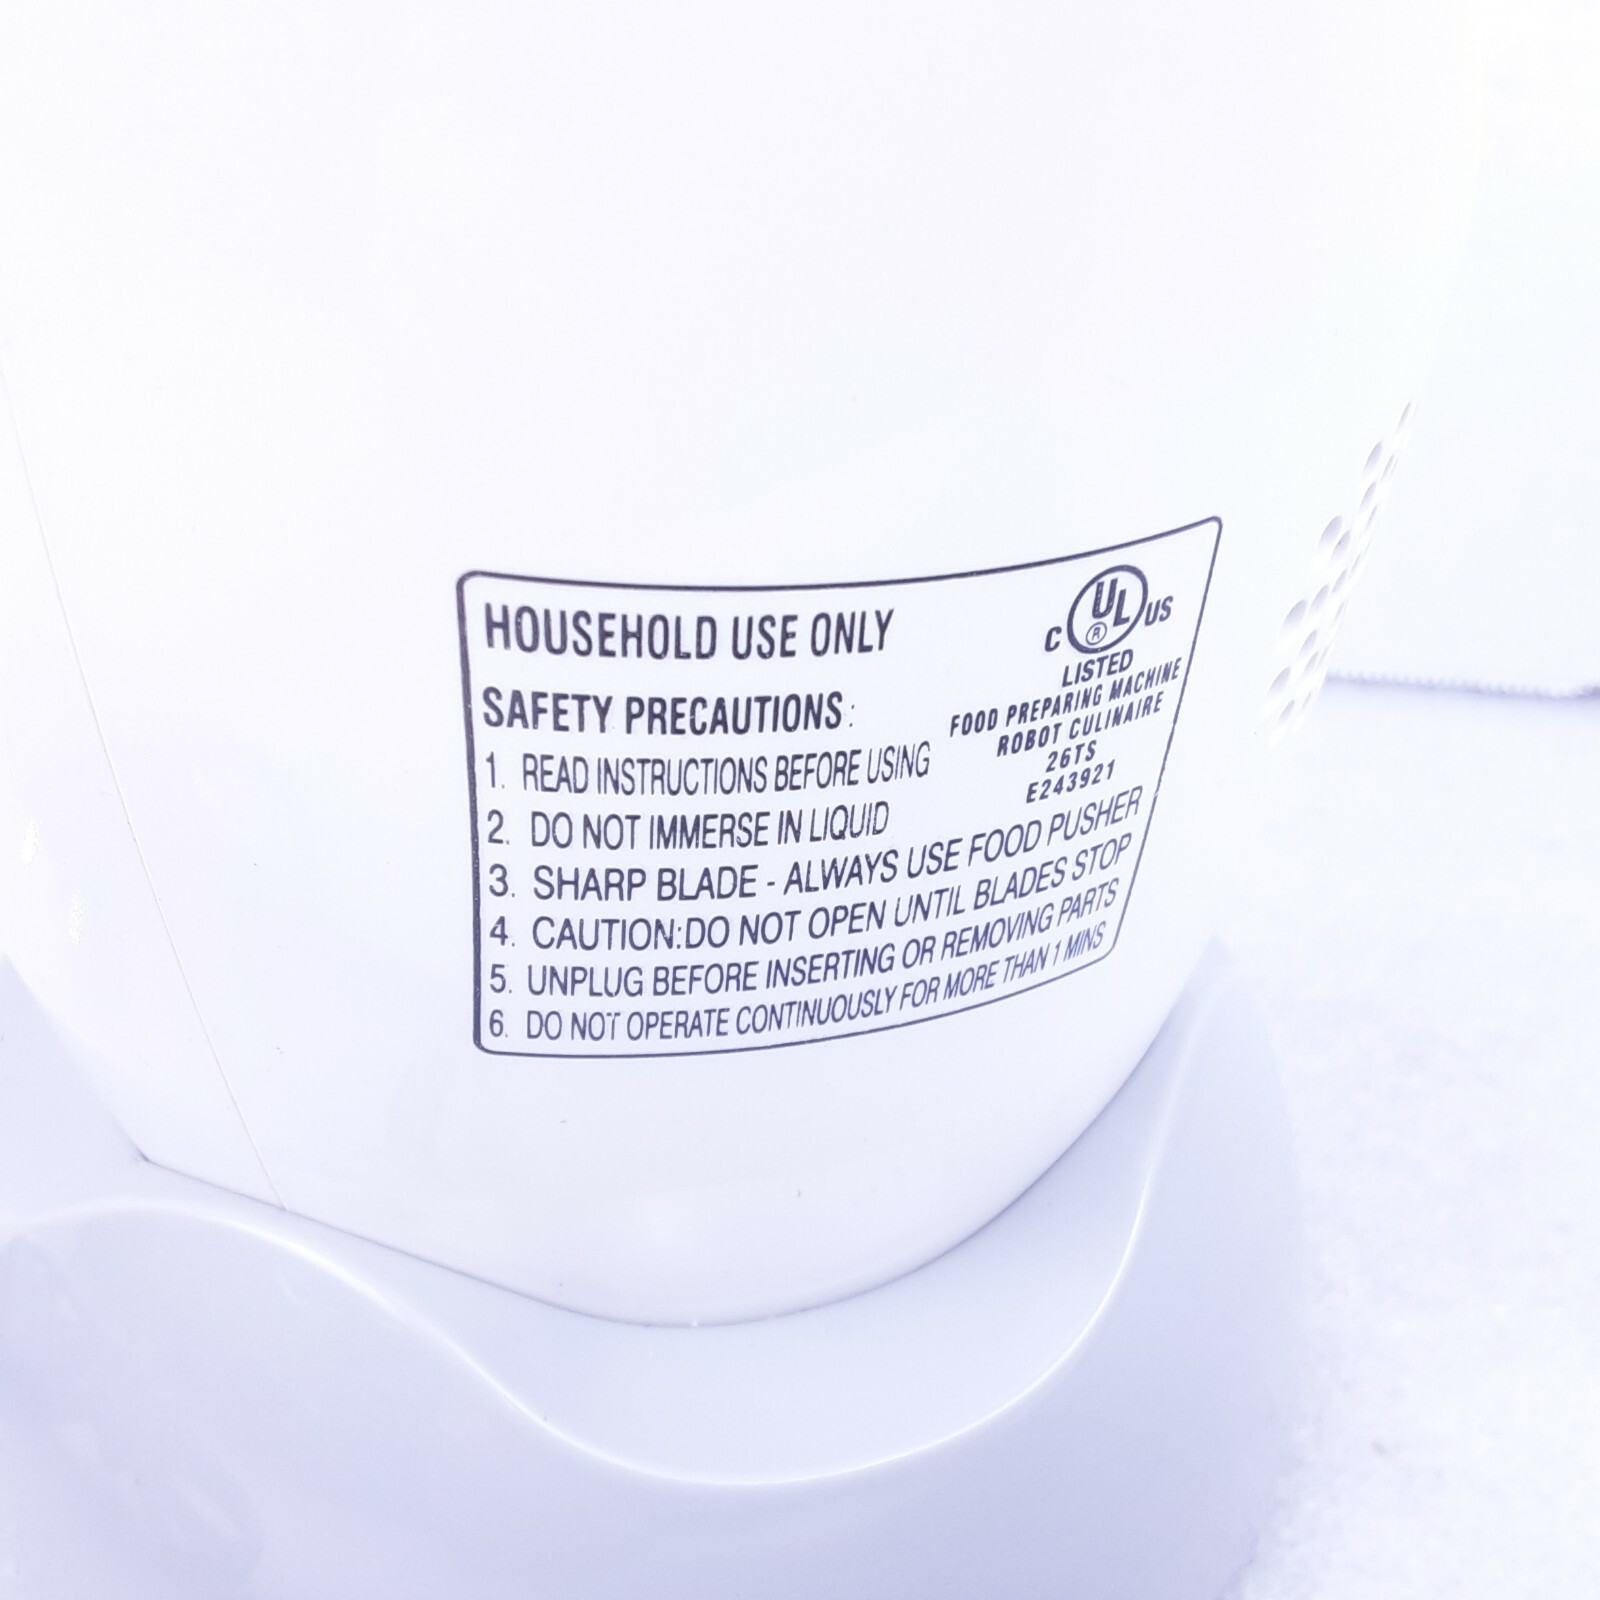 HOUSEHOLD USE ONLY
C UL ® US
LISTED
FOOD PREPARING MACHINE
ROBOT CULINAIRE
26TS
E243921
SAFETY PRECAUTIONS:
1. READ INSTRUCTIONS BEFORE USING
2. DO NOT IMMERSE IN LIQUID
3. SHARP BLADE - ALWAYS USE FOOD PUSHER
4. CAUTION:DO NOT OPEN UNTIL BLADES STOP
5. UNPLUG BEFORE INSERTING OR REMOVING PARTS
6. DO NOT OPERATE CONTINUOUSLY FOR MORE THAN 1 MINS